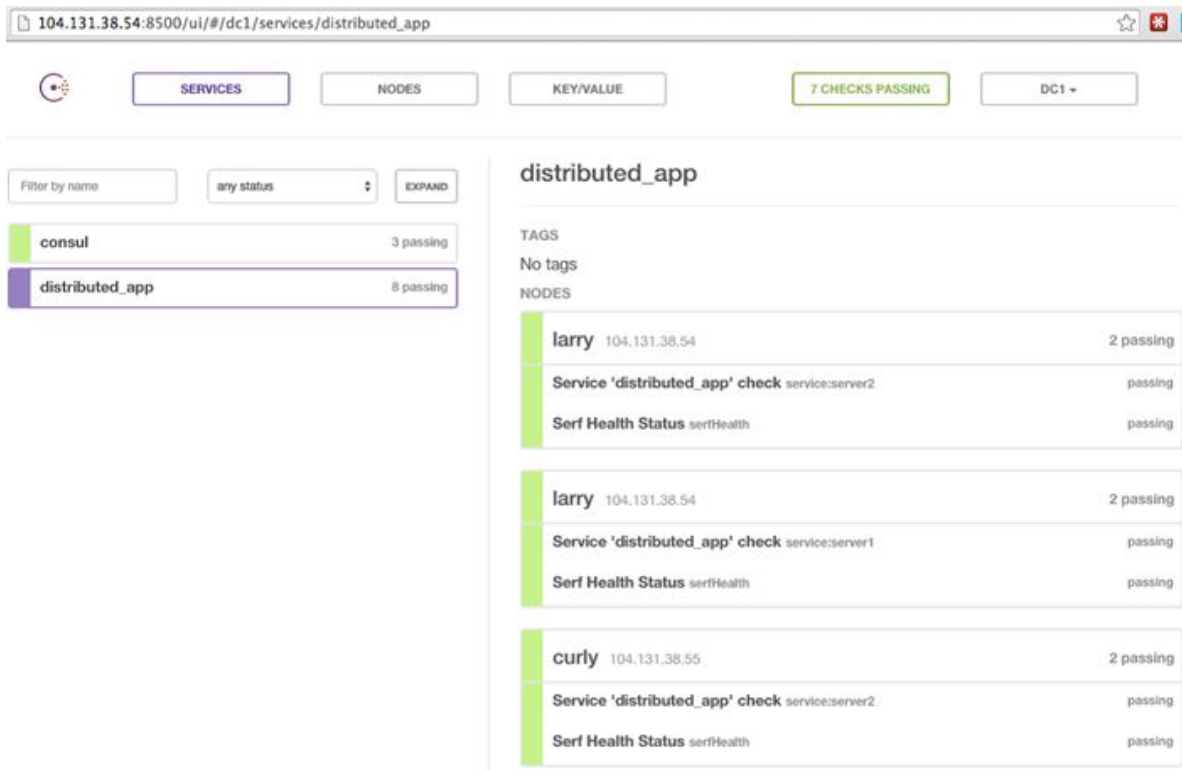 104.131.38.54:8500/ui/#/dc1/services/distributed_app
SERVICES NODES KEY/VALUE 7 CHECKS PASSING DC1
Filter by name any status EXPAND
consul 3 passing
distributed_app 8 passing
distributed_app
TAGS
No tags
NODES
larry 104.131.38.54 2 passing
Service 'distributed_app' check service:server2 passing
Serf Health Status serfHealth passing
larry 104.131.38.54 2 passing
Service 'distributed_app' check service:server1 passing
Serf Health Status serfHealth passing
curly 104.131.38.55 2 passing
Service 'distributed_app' check service:server2 passing
Serf Health Status serfHealth passing